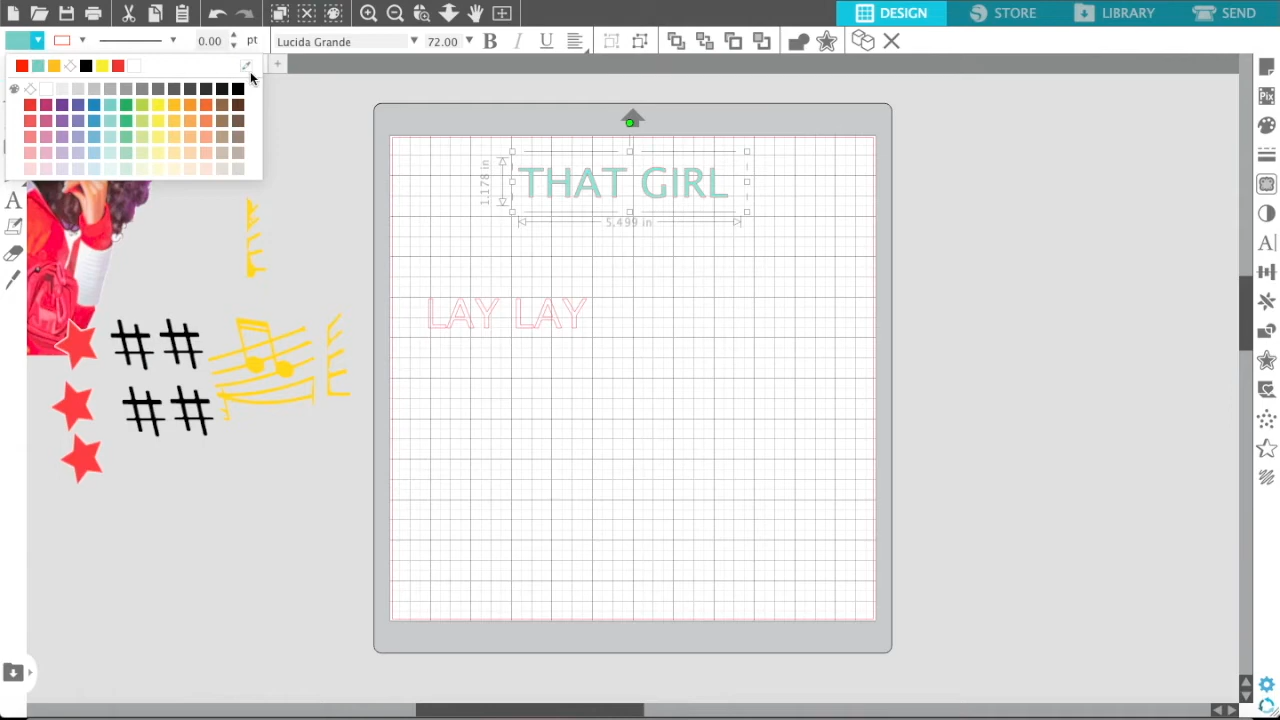 DESIGN STORE LIBRARY SEND
0.00 pt Lucida Grande 72.00 B I U
+
Pix
THAT GIRL
1.178 in
5.499 in
A
A
LAY LAY
##
##